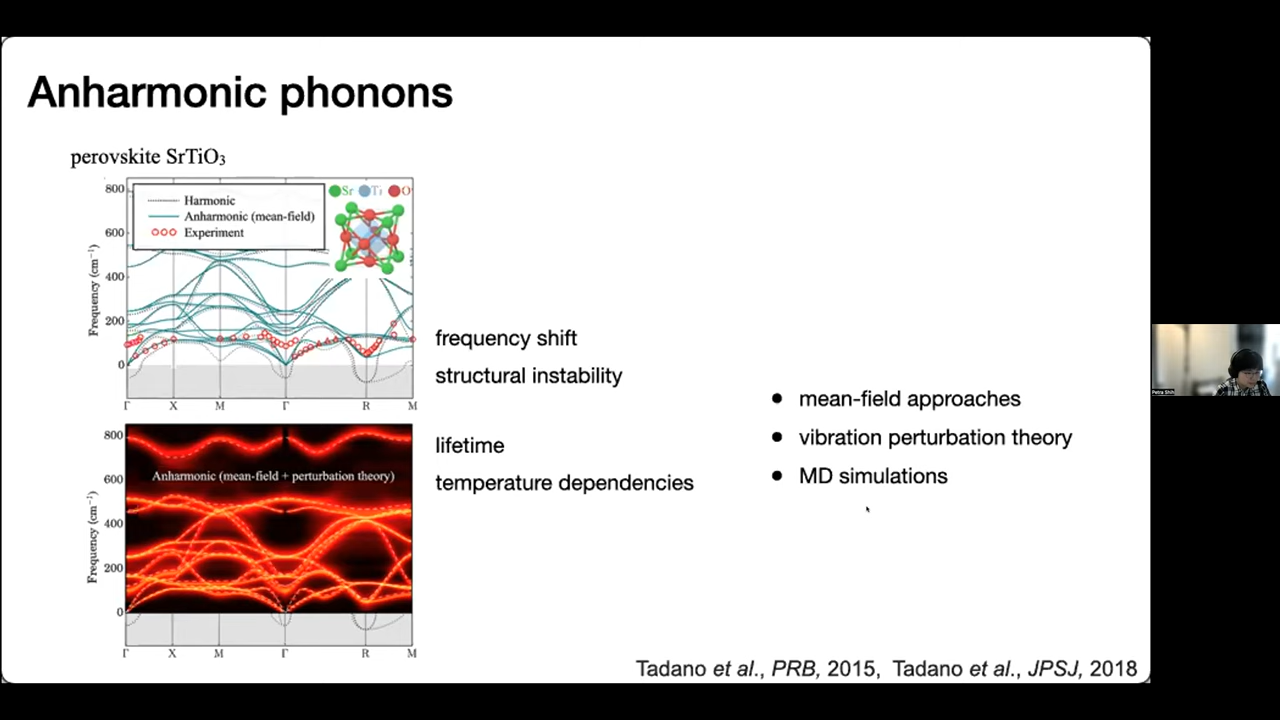 Anharmonic phonons
perovskite SrTiO₃
800
600
400
200
0
Frequency (cm⁻¹)
Harmonic
Anharmonic (mean-field)
Experiment
Sr Ti O
Γ X M Γ R M
frequency shift
structural instability
lifetime
temperature dependencies
800
600
400
200
0
Frequency (cm⁻¹)
Anharmonic (mean-field + perturbation theory)
Γ X M Γ R M
● mean-field approaches
● vibration perturbation theory
● MD simulations
Tadano et al., PRB, 2015, Tadano et al., JPSJ, 2018
Petra Shih